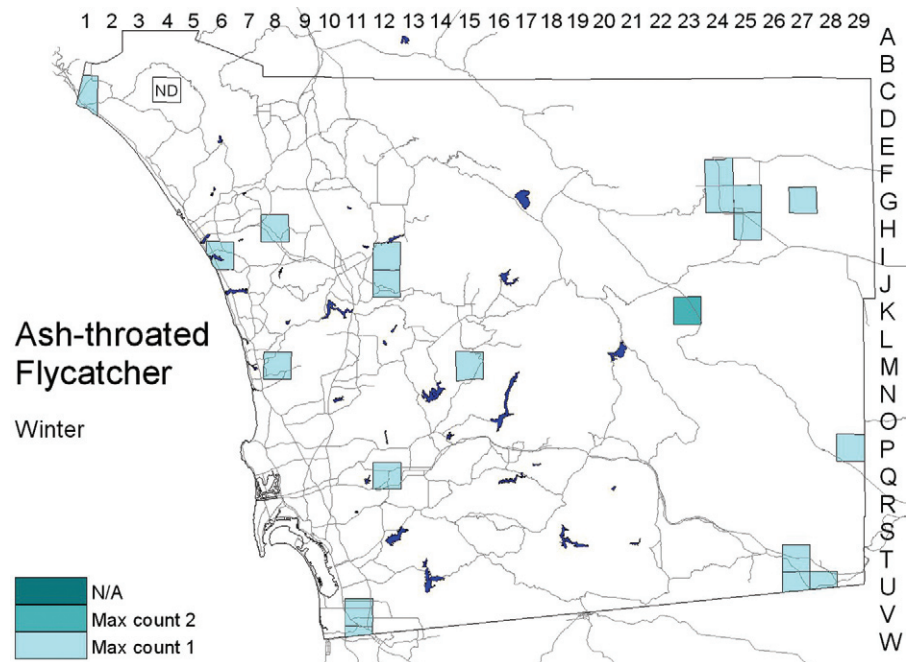 1 2 3 4 5 6 7 8 9 10 11 12 13 14 15 16 17 18 19 20 21 22 23 24 25 26 27 28 29
A
B
C
D
E
F
G
H
I
J
K
L
M
N
O
P
Q
R
S
T
U
V
W
ND
Ash-throated
Flycatcher
Winter
N/A
Max count 2
Max count 1